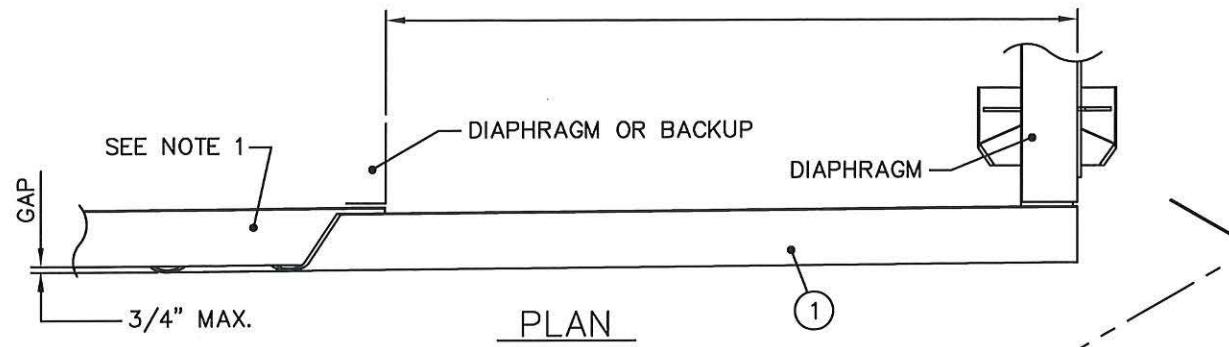 DIAPHRAGM OR BACKUP
SEE NOTE 1
DIAPHRAGM
GAP
3/4" MAX.
PLAN
1